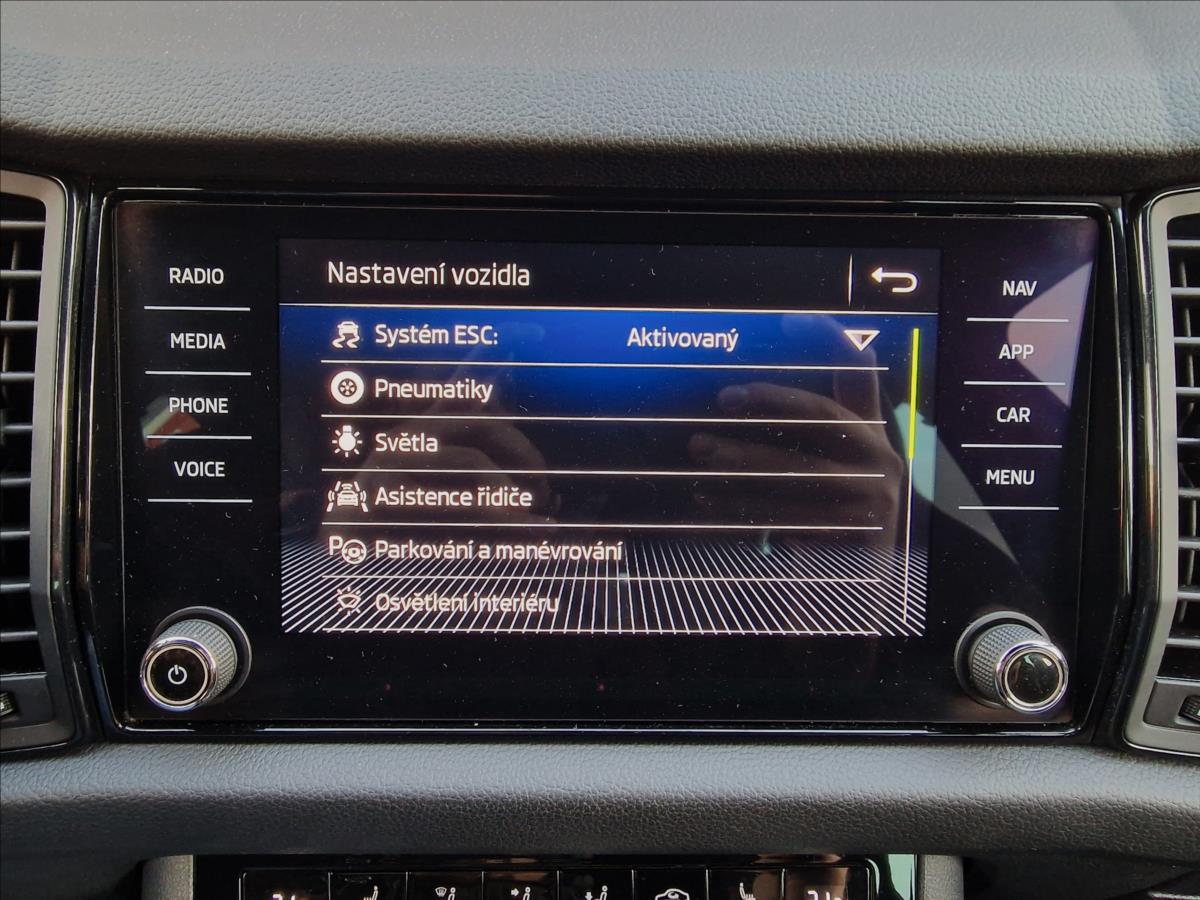 Nastavení vozidla
RADIO
MEDIA
PHONE
VOICE
Systém ESC: Aktivovaný
Pneumatiky
Světla
Asistence řidiče
P Parkování a manévrování
Osvětlení interiéru
NAV
APP
CAR
MENU